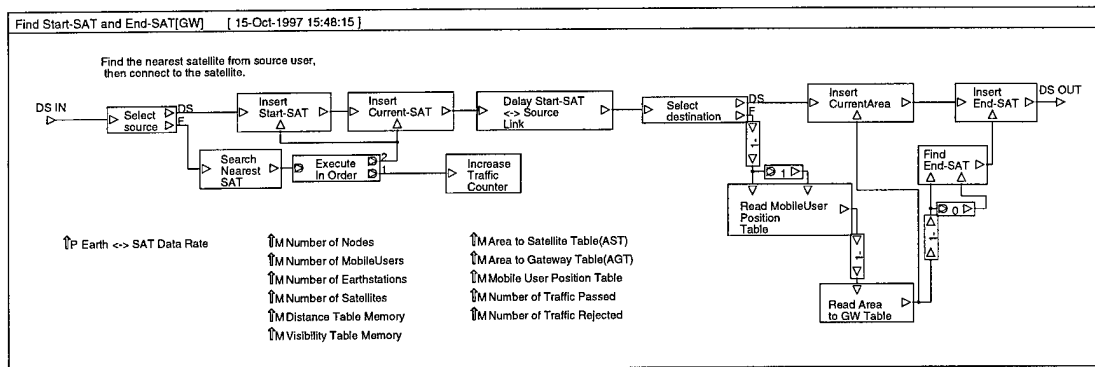 Find Start-SAT and End-SAT[GW] [ 15-Oct-1997 15:48:15 ]
Find the nearest satellite from source user,
then connect to the satellite.
DS IN
Select
source
DS
F
Insert
Start-SAT
Insert
Current-SAT
Delay Start-SAT
<-> Source
Link
Select
destination
DS
F
Insert
CurrentArea
Insert
End-SAT
DS OUT
Search
Nearest
SAT
Execute
In Order
2
1
Increase
Traffic
Counter
1-
1
Read MobileUser
Position
Table
1-
Read Area
to GW Table
1-
0
Find
End-SAT
⇑P Earth <-> SAT Data Rate
⇑M Number of Nodes
⇑M Number of MobileUsers
⇑M Number of Earthstations
⇑M Number of Satellites
⇑M Distance Table Memory
⇑M Visibility Table Memory
⇑M Area to Satellite Table(AST)
⇑M Area to Gateway Table(AGT)
⇑M Mobile User Position Table
⇑M Number of Traffic Passed
⇑M Number of Traffic Rejected